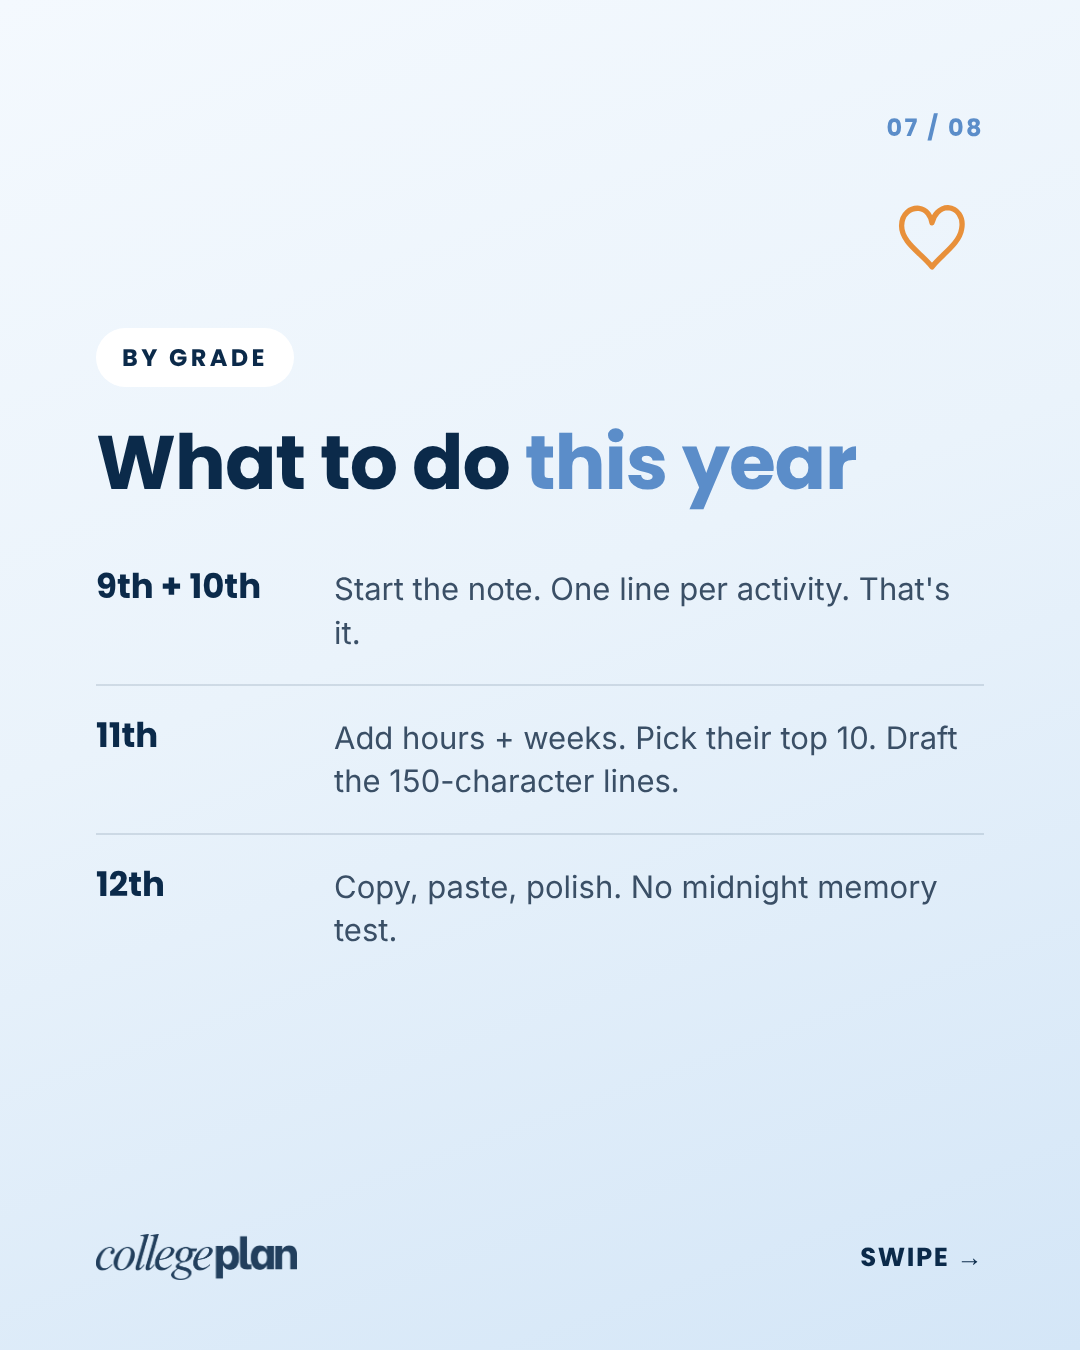 07 / 08
BY GRADE
What to do this year
9th + 10th
Start the note. One line per activity. That's
it.
11th
Add hours + weeks. Pick their top 10. Draft
the 150-character lines.
12th
Copy, paste, polish. No midnight memory
test.
collegeplan
SWIPE →